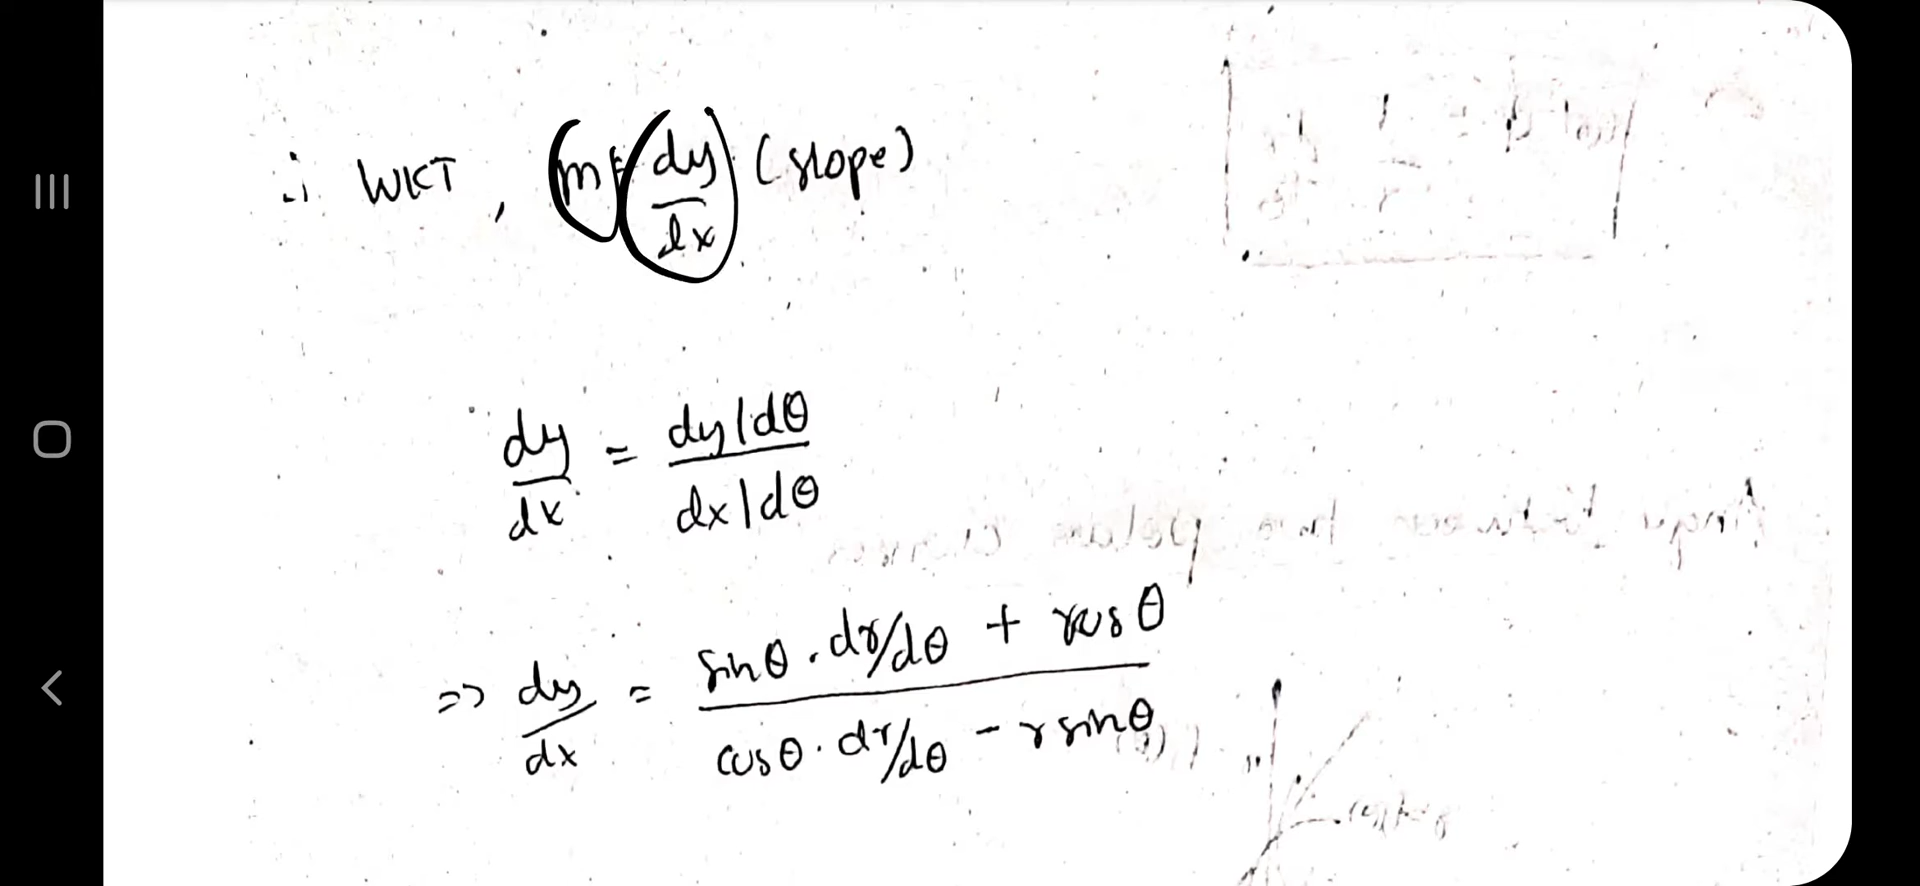 ∴ WKT, m = dy/dx (slope)
dy/dx = (dy/dθ)/(dx/dθ)
=> dy/dx = (sinθ . dr/dθ + rcosθ)/(cosθ . dr/dθ - r sinθ)